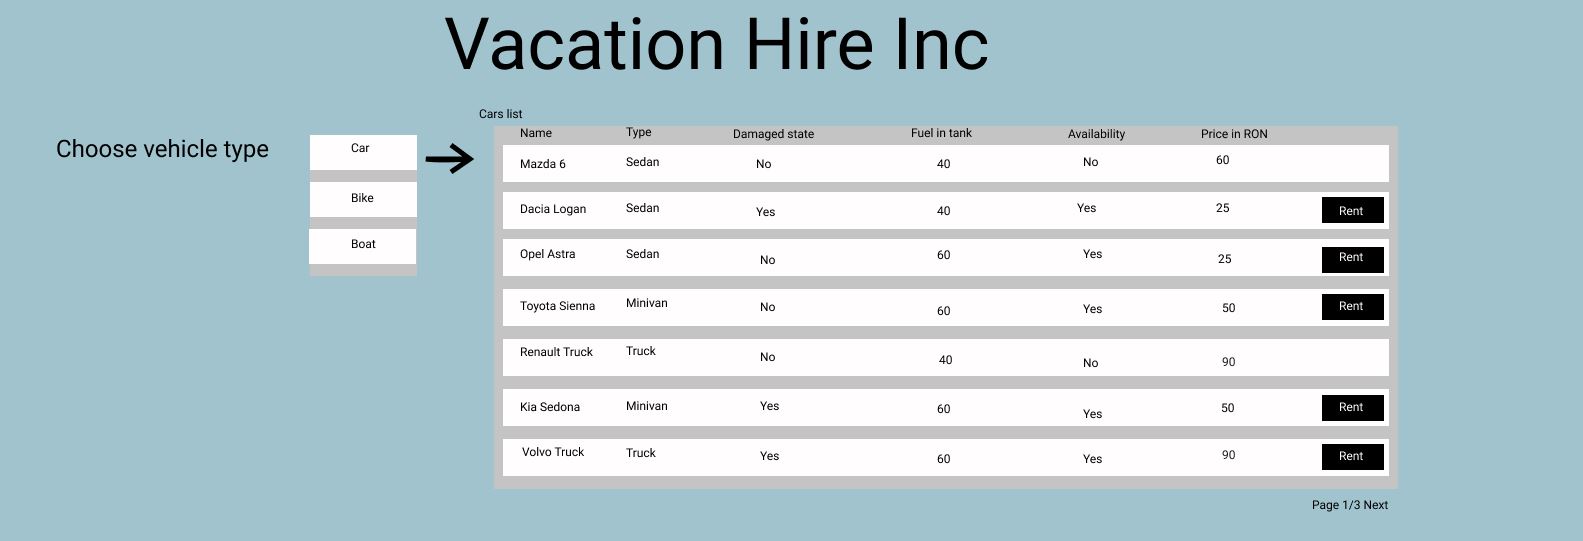 Vacation Hire Inc
Choose vehicle type
Car
Bike
Boat
Cars list
Name Type Damaged state Fuel in tank Availability Price in RON
Mazda 6 Sedan No 40 No 60
Dacia Logan Sedan Yes 40 Yes 25 Rent
Opel Astra Sedan No 60 Yes 25 Rent
Toyota Sienna Minivan No 60 Yes 50 Rent
Renault Truck Truck No 40 No 90
Kia Sedona Minivan Yes 60 Yes 50 Rent
Volvo Truck Truck Yes 60 Yes 90 Rent
Page 1/3 Next